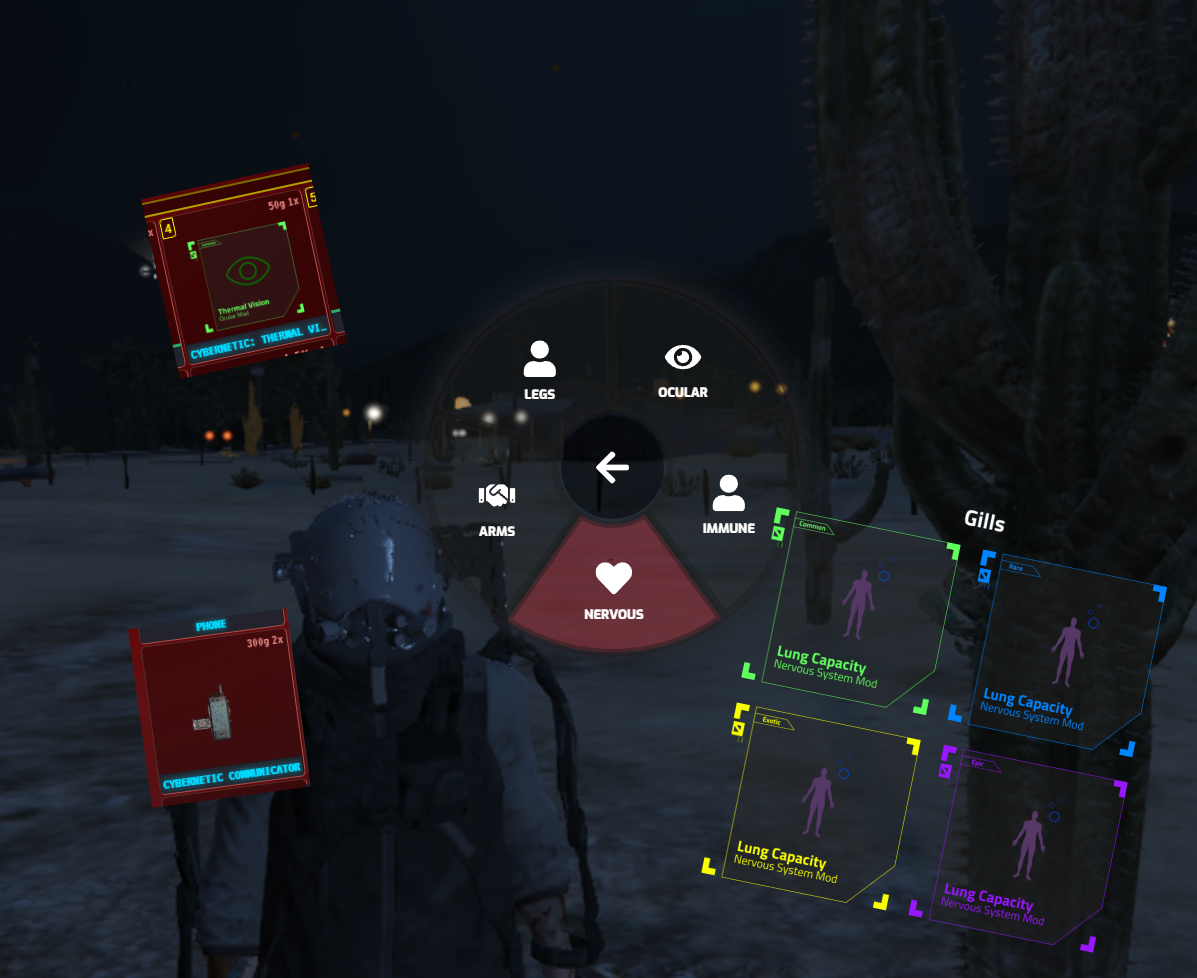 50g 1x
x
4
5
Common
Thermal Vision
Ocular Mod
CYBERNETIC: THERMAL VI...
LEGS
OCULAR
ARMS
IMMUNE
NERVOUS
Gills
Common
Lung Capacity
Nervous System Mod
Rare
Lung Capacity
Nervous System Mod
PHONE
300g 2x
CYBERNETIC COMMUNICATOR
Exotic
Lung Capacity
Nervous System Mod
Epic
Lung Capacity
Nervous System Mod